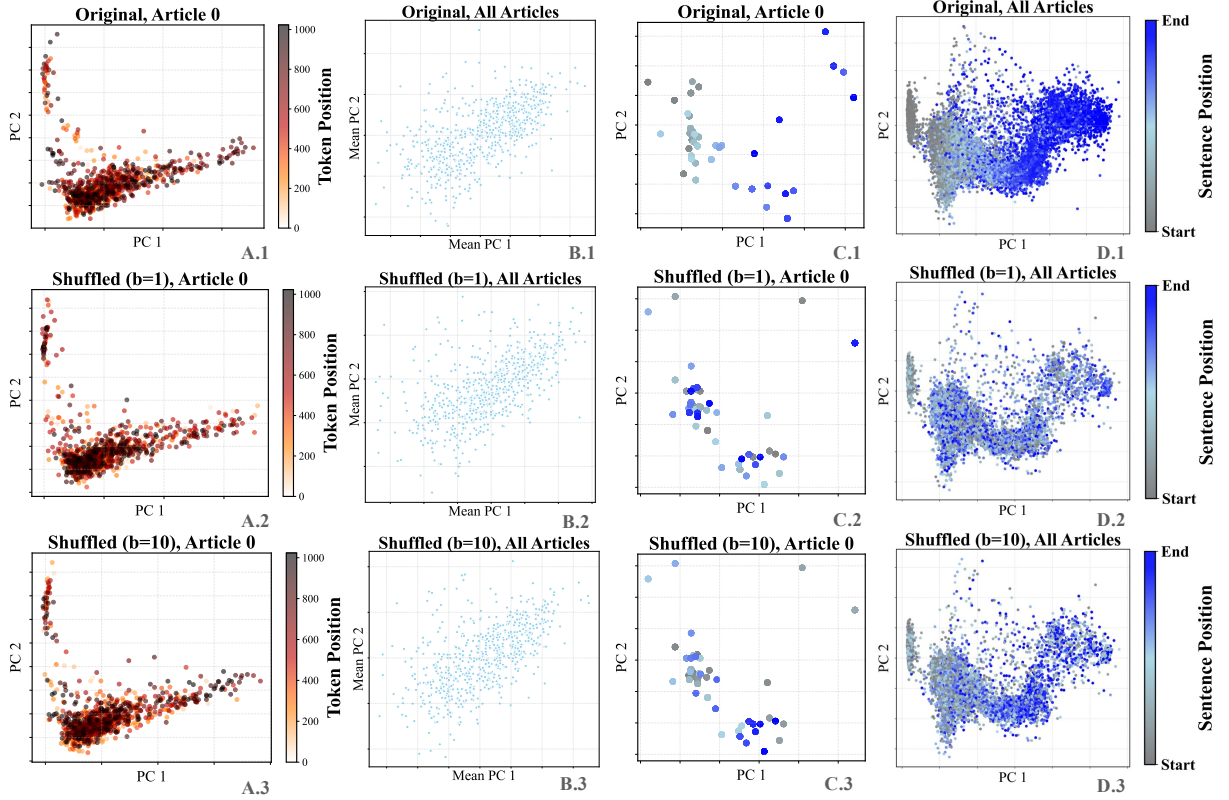 Original, Article 0
PC 2
PC 1
1000
800
600
400
200
0
Token Position
A.1
Original, All Articles
Mean PC 2
Mean PC 1
B.1
Original, Article 0
PC 2
PC 1
C.1
Original, All Articles
PC 2
PC 1
End
Start
Sentence Position
D.1
Shuffled (b=1), Article 0
PC 2
PC 1
1000
800
600
400
200
0
Token Position
A.2
Shuffled (b=1), All Articles
Mean PC 2
Mean PC 1
B.2
Shuffled (b=1), Article 0
PC 2
PC 1
C.2
Shuffled (b=1), All Articles
PC 2
PC 1
End
Start
Sentence Position
D.2
Shuffled (b=10), Article 0
PC 2
PC 1
1000
800
600
400
200
0
Token Position
A.3
Shuffled (b=10), All Articles
Mean PC 2
Mean PC 1
B.3
Shuffled (b=10), Article 0
PC 2
PC 1
C.3
Shuffled (b=10), All Articles
PC 2
PC 1
End
Start
Sentence Position
D.3